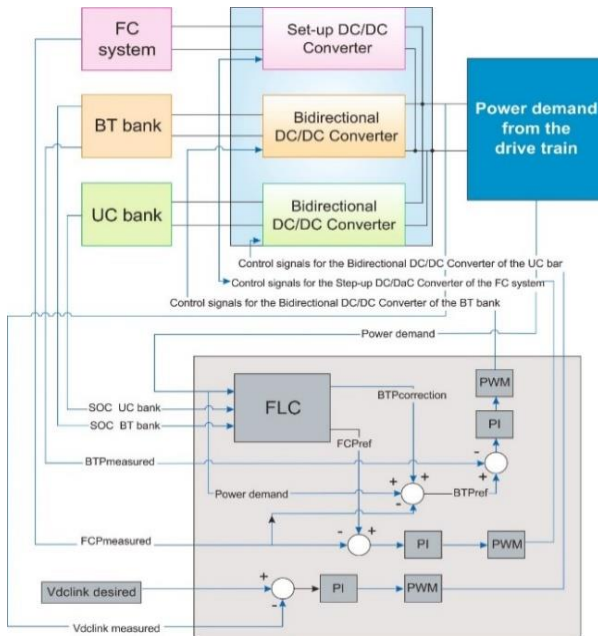 FC
system
Set-up DC/DC
Converter
BT bank
Bidirectional
DC/DC Converter
Power demand
from the
drive train
UC bank
Bidirectional
DC/DC Converter
Control signals for the Bidirectional DC/DC Converter of the UC bar
Control signals for the Step-up DC/DaC Converter of the FC system
Control signals for the Bidirectional DC/DC Converter of the BT bank
Power demand
FLC
PWM
BTPcorrection
SOC UC bank
PI
SOC BT bank
FCPref
-
BTPmeasured
+
+
Power demand
+
BTPref
+
-
-
+
FCPmeasured
PI
PWM
+
Vdclink desired
PI
PWM
-
Vdclink measured